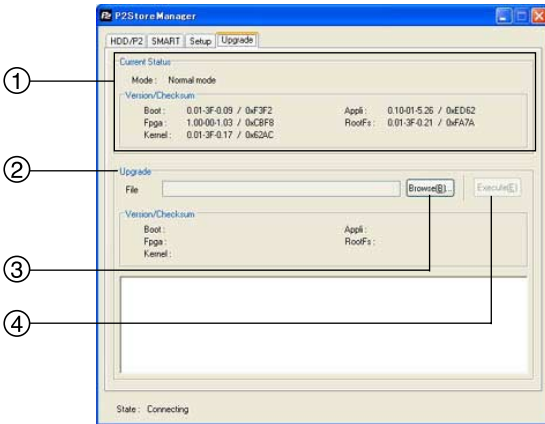 P2StoreManager
HDD/P2 SMART Setup Upgrade
① Current Status
Mode : Normal mode
Version/Checksum
Boot : 0.01-3F-0.09 / 0xF3F2 Appli : 0.10-01-5.26 / 0xED62
Fpga : 1.00-00-1.03 / 0xCBF8 RootFs : 0.01-3F-0.21 / 0xFA7A
Kernel : 0.01-3F-0.17 / 0x62AC
② Upgrade
File Browse(B)... Execute(E)
Version/Checksum
Boot : Appli :
Fpga : RootFs :
Kernel :
③
④
State : Connecting